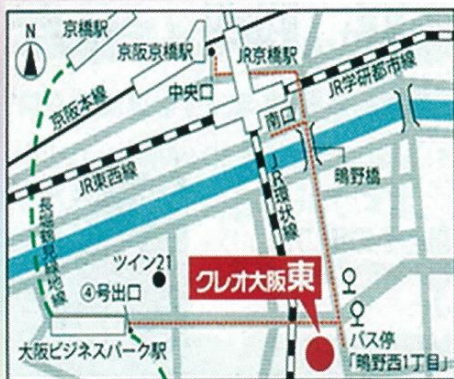 N
京橋駅
京阪京橋駅
JR京橋駅
京阪本線
中央口
JR学研都市線
南口
JR東西線
鴫野橋
JR環状線
長堀鶴見緑地線
ツイン21
④号出口
クレオ大阪東
大阪ビジネスパーク駅
バス停
「鴫野西1丁目」